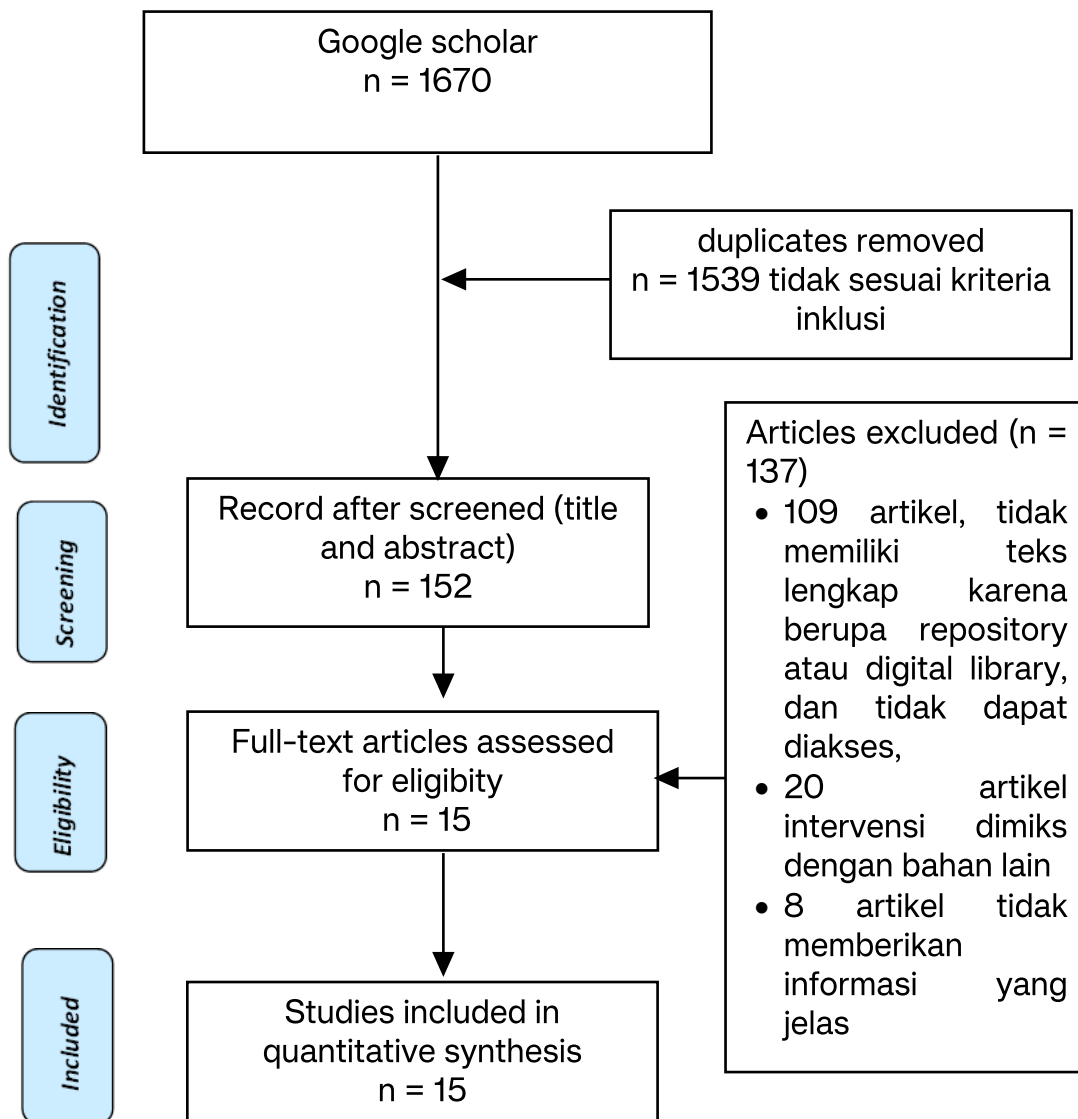 Google scholar
n = 1670
duplicates removed
n = 1539 tidak sesuai kriteria
inklusi
Identification
Articles excluded (n =
137)
• 109 artikel, tidak
memiliki teks
lengkap karena
berupa repository
atau digital library,
dan tidak dapat
diakses,
• 20 artikel
intervensi dimiks
dengan bahan lain
• 8 artikel tidak
memberikan
informasi yang
jelas
Record after screened (title
and abstract)
n = 152
Screening
Full-text articles assessed
for eligibity
n = 15
Eligibility
Studies included in
quantitative synthesis
n = 15
Included